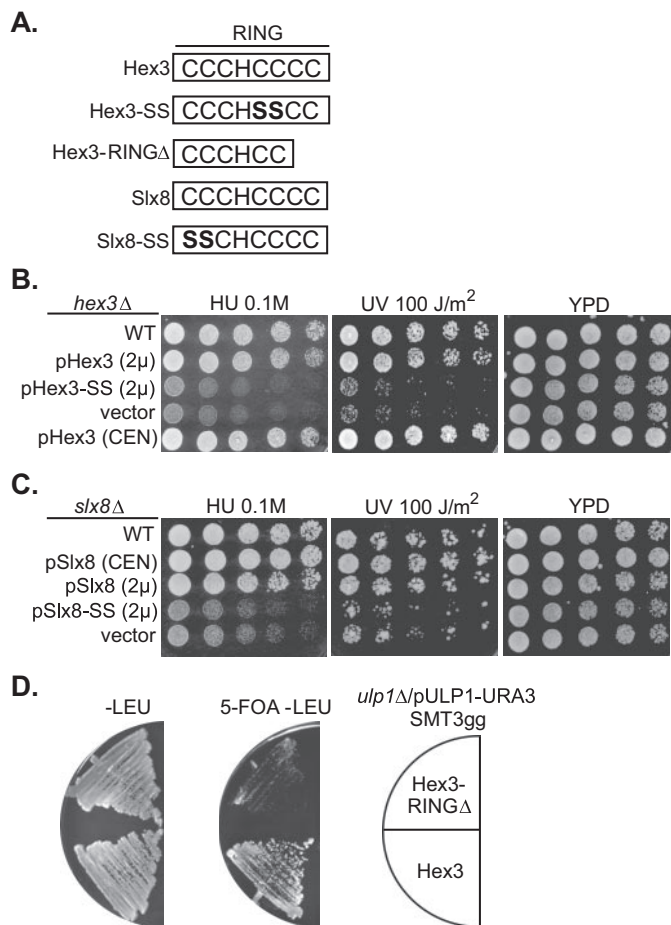 A.
RING
Hex3 CCCHCCCC
Hex3-SS CCCHSSCC
Hex3-RINGΔ CCCHCC
Slx8 CCCHCCCC
Slx8-SS SSCHCCCC
B.
hex3Δ HU 0.1M UV 100 J/m² YPD
WT
pHex3 (2μ)
pHex3-SS (2μ)
vector
pHex3 (CEN)
C.
slx8Δ HU 0.1M UV 100 J/m² YPD
WT
pSlx8 (CEN)
pSlx8 (2μ)
pSlx8-SS (2μ)
vector
D.
-LEU 5-FOA -LEU ulp1Δ/pULP1-URA3
SMT3gg
Hex3-
RINGΔ
Hex3